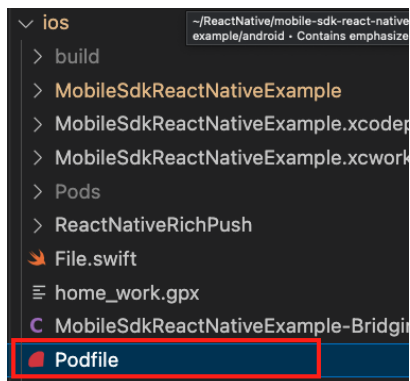 ios
~/ReactNative/mobile-sdk-react-native
example/android • Contains emphasize
build
MobileSdkReactNativeExample
MobileSdkReactNativeExample.xcodep
MobileSdkReactNativeExample.xcwork
Pods
ReactNativeRichPush
File.swift
home_work.gpx
C MobileSdkReactNativeExample-Bridgin
Podfile